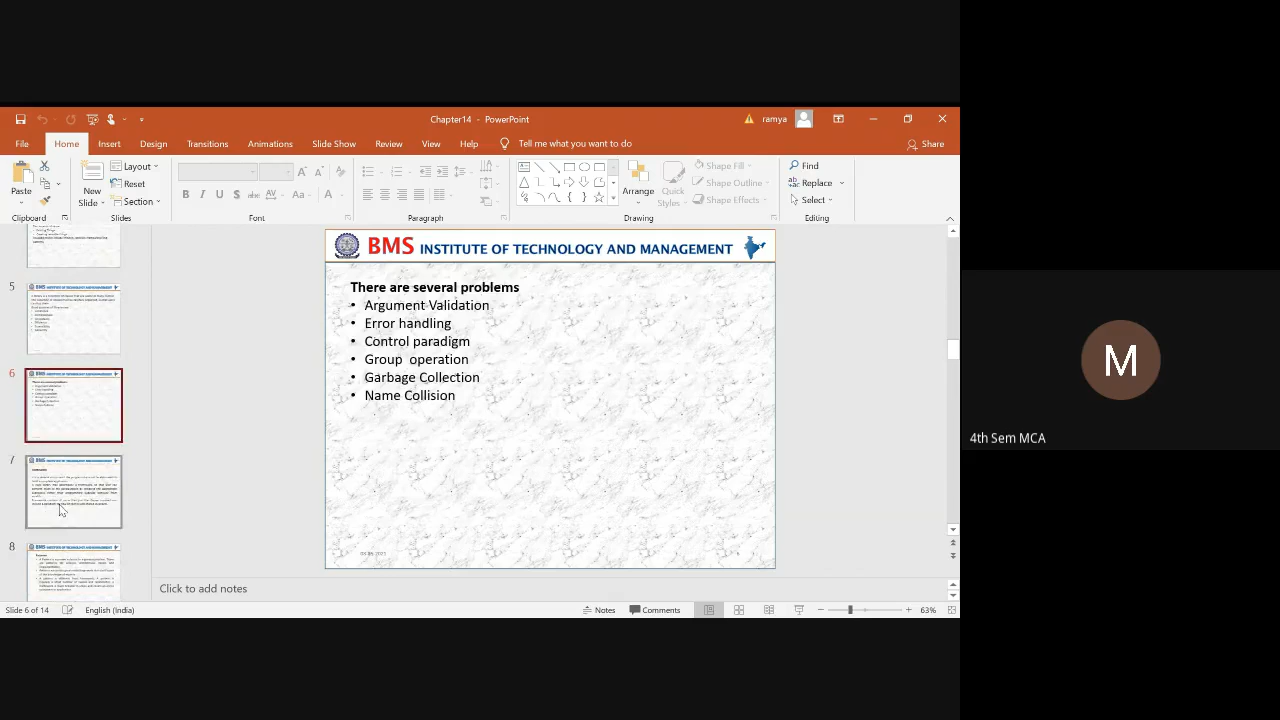 Chapter14 - PowerPoint
ramya
File Home Insert Design Transitions Animations Slide Show Review View Help Tell me what you want to do Share
Paste
New
Slide
Layout
Reset
Section
B I U S abc AV Aa A
Arrange
Quick
Styles
Shape Fill
Shape Outline
Shape Effects
Find
Replace
Select
Clipboard Slides Font Paragraph Drawing Editing
5
6
7
8
BMS INSTITUTE OF TECHNOLOGY AND MANAGEMENT
There are several problems
• Argument Validation
• Error handling
• Control paradigm
• Group operation
• Garbage Collection
• Name Collision
Click to add notes
Slide 6 of 14 English (India) Notes Comments 63%
M
4th Sem MCA